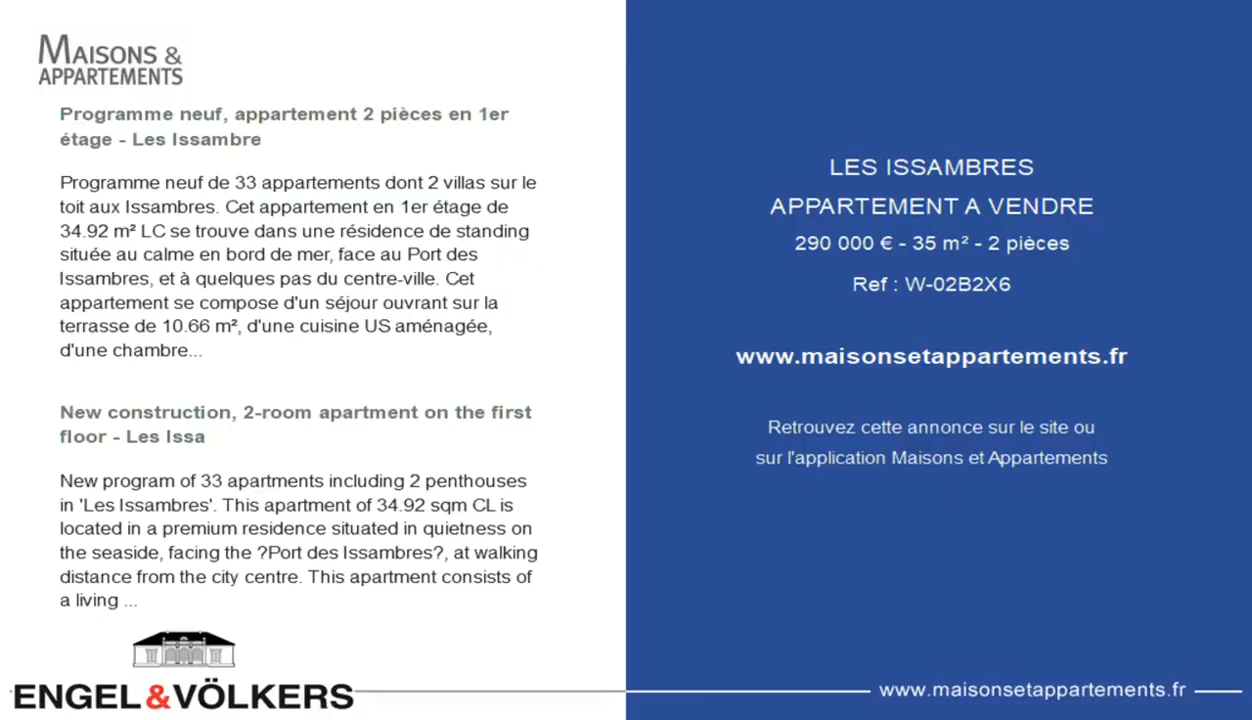 MAISONS &
APPARTEMENTS
Programme neuf, appartement 2 pièces en 1er
étage - Les Issambre
Programme neuf de 33 appartements dont 2 villas sur le
toit aux Issambres. Cet appartement en 1er étage de
34.92 m² LC se trouve dans une résidence de standing
située au calme en bord de mer, face au Port des
Issambres, et à quelques pas du centre-ville. Cet
appartement se compose d'un séjour ouvrant sur la
terrasse de 10.66 m², d'une cuisine US aménagée,
d'une chambre...
New construction, 2-room apartment on the first
floor - Les Issa
New program of 33 apartments including 2 penthouses
in 'Les Issambres'. This apartment of 34.92 sqm CL is
located in a premium residence situated in quietness on
the seaside, facing the ?Port des Issambres?, at walking
distance from the city centre. This apartment consists of
a living ...
ENGEL&VÖLKERS
LES ISSAMBRES
APPARTEMENT A VENDRE
290 000 € - 35 m² - 2 pièces
Ref : W-02B2X6
www.maisonsetappartements.fr
Retrouvez cette annonce sur le site ou
sur l'application Maisons et Appartements
www.maisonsetappartements.fr